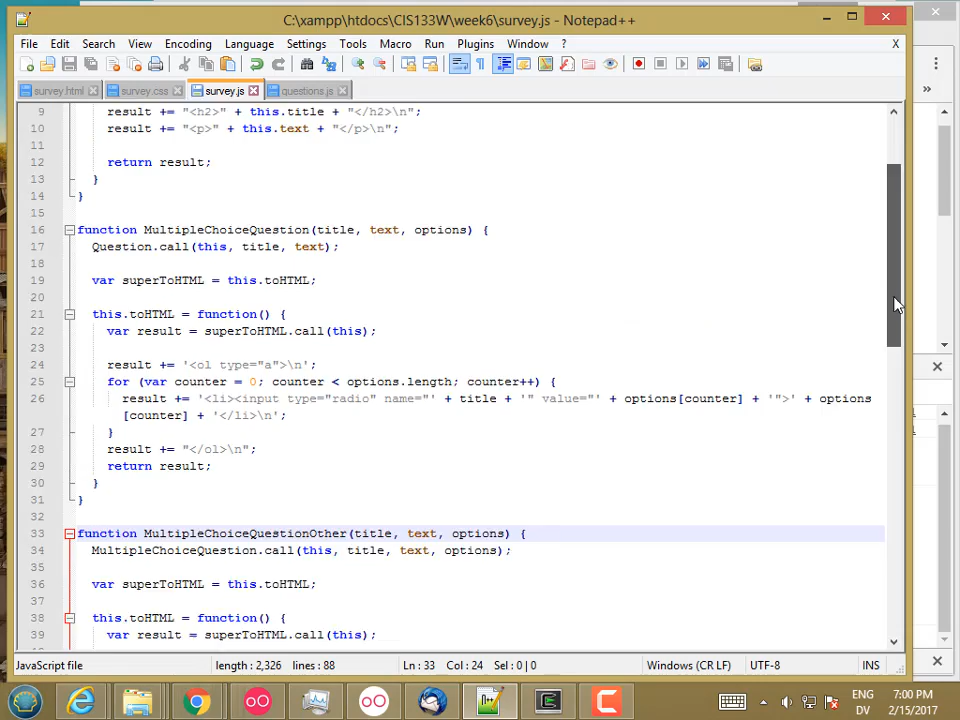 C:\xampp\htdocs\CIS133W\week6\survey.js - Notepad++
File Edit Search View Encoding Language Settings Tools Macro Run Plugins Window ? X
survey.html survey.css survey.js questions.js
9 result += "<h2>" + this.title + "</h2>\n";
10 result += "<p>" + this.text + "</p>\n";
11
12 return result;
13 }
14 }
15
16 function MultipleChoiceQuestion(title, text, options) {
17 Question.call(this, title, text);
18
19 var superToHTML = this.toHTML;
20
21 this.toHTML = function() {
22 var result = superToHTML.call(this);
23
24 result += '<ol type="a">\n';
25 for (var counter = 0; counter < options.length; counter++) {
26 result += '<li><input type="radio" name="' + title + '" value="' + options[counter] + '">' + options
[counter] + '</li>\n';
27 }
28 result += "</ol>\n";
29 return result;
30 }
31 }
32
33 function MultipleChoiceQuestionOther(title, text, options) {
34 MultipleChoiceQuestion.call(this, title, text, options);
35
36 var superToHTML = this.toHTML;
37
38 this.toHTML = function() {
39 var result = superToHTML.call(this);
JavaScript file length : 2,326 lines : 88 Ln : 33 Col : 24 Sel : 0 | 0 Windows (CR LF) UTF-8 INS
ENG 7:00 PM
DV 2/15/2017